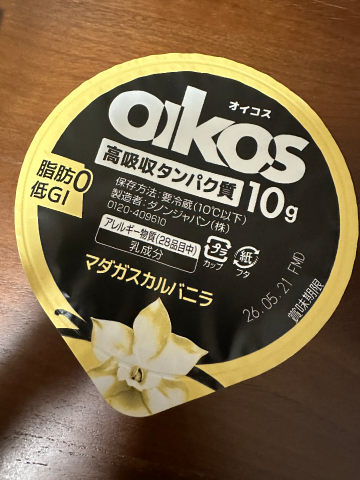 オイコス
oikos
脂肪0
低GI
高吸収タンパク質 10g
保存方法:要冷蔵(10℃以下)
製造者:ダノンジャパン(株)
0120-409610
アレルギー物質(28品目中)
乳成分
プラ
カップ
紙
フタ
マダガスカルバニラ
26.05.21 FMD
賞味期限